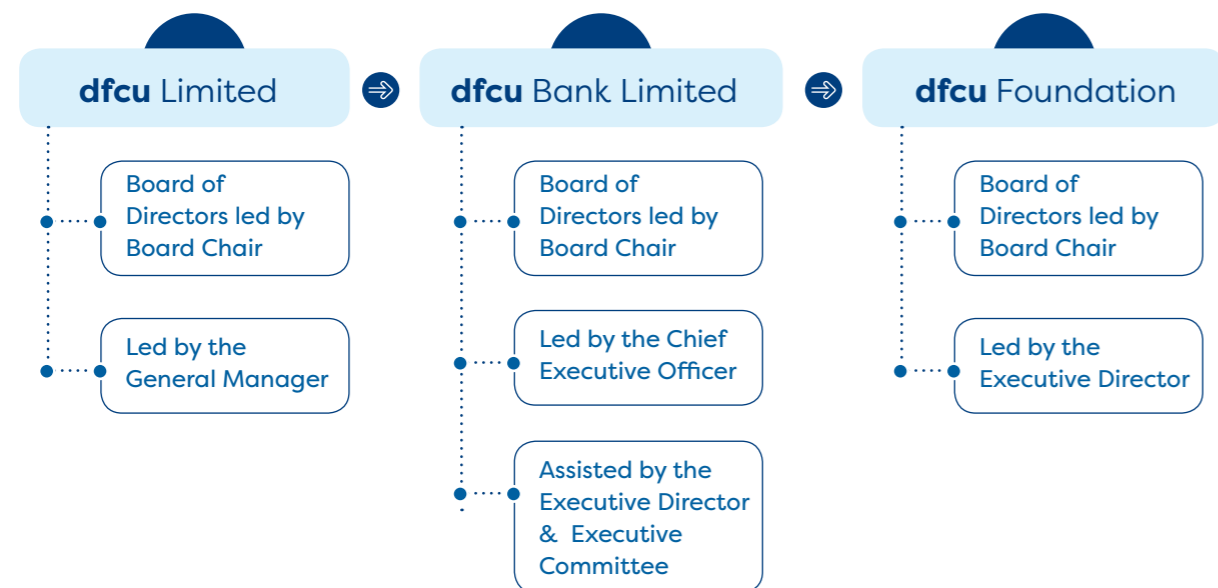 dfcu Limited
dfcu Bank Limited
dfcu Foundation
Board of
Directors led by
Board Chair
Led by the
General Manager
Board of
Directors led by
Board Chair
Led by the Chief
Executive Officer
Assisted by the
Executive Director
& Executive
Committee
Board of
Directors led by
Board Chair
Led by the
Executive Director